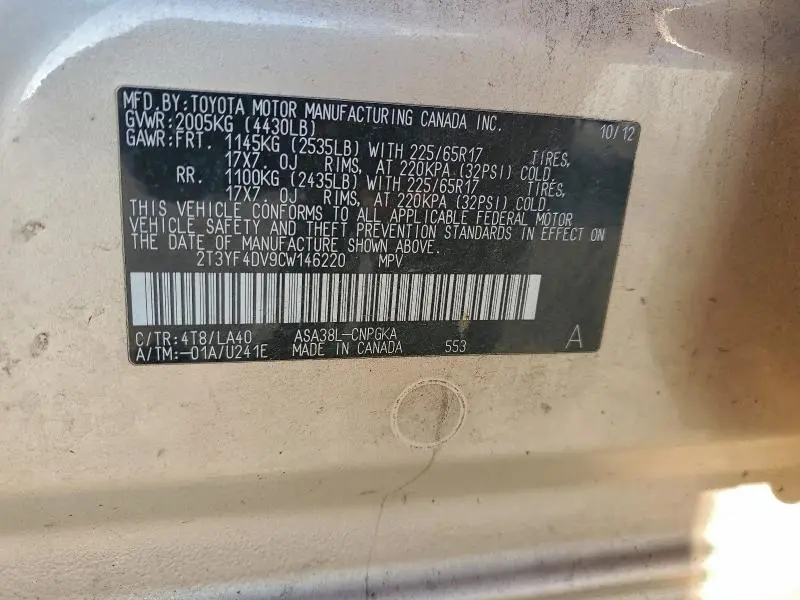 MFD.BY:TOYOTA MOTOR MANUFACTURING CANADA INC.
GVWR:2005KG (4430LB) 10/12
GAWR:FRT. 1145KG (2535LB) WITH 225/65R17 TIRES,
17X7.0J RIMS, AT 220KPA (32PSI) COLD.
RR. 1100KG (2435LB) WITH 225/65R17 TIRES,
17X7.0J RIMS, AT 220KPA (32PSI) COLD.
THIS VEHICLE CONFORMS TO ALL APPLICABLE FEDERAL MOTOR
VEHICLE SAFETY AND THEFT PREVENTION STANDARDS IN EFFECT ON
THE DATE OF MANUFACTURE SHOWN ABOVE.
2T3YF4DV9CW146220 MPV
C/TR:4T8/LA40 ASA38L-CNPGKA
A/TM:-01A/U241E MADE IN CANADA 553 A